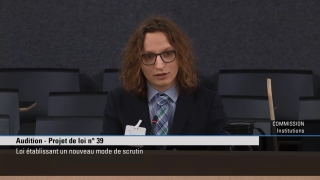 COMMISSION
Institutions
Audition - Projet de loi n° 39
Loi établissant un nouveau mode de scrutin